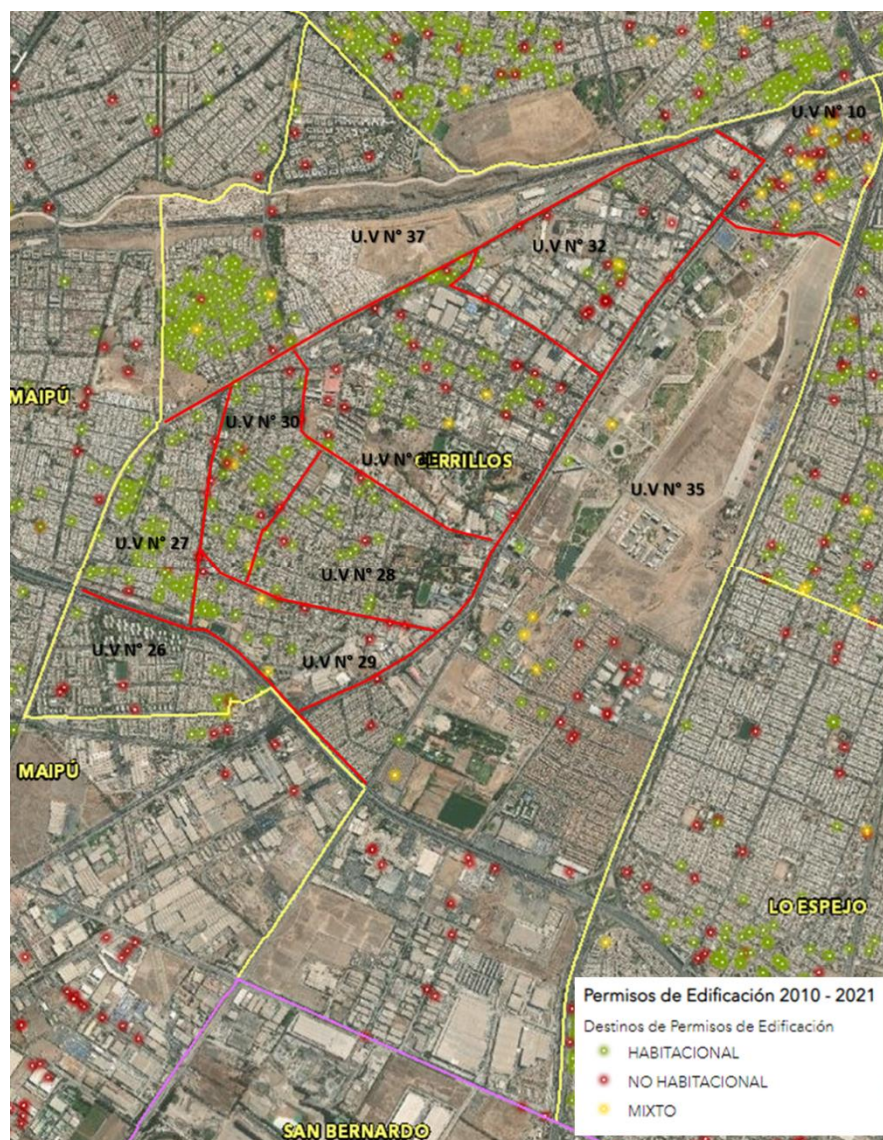 U.V N° 10
U.V N° 37
U.V N° 32
MAIPÚ
U.V N° 30
U.V N°
CERRILLOS
U.V N° 35
U.V N° 27
U.V N° 28
U.V N° 26
U.V N° 29
MAIPÚ
LO ESPEJO
SAN BERNARDO
Permisos de Edificación 2010 - 2021
Destinos de Permisos de Edificación
HABITACIONAL
NO HABITACIONAL
MIXTO